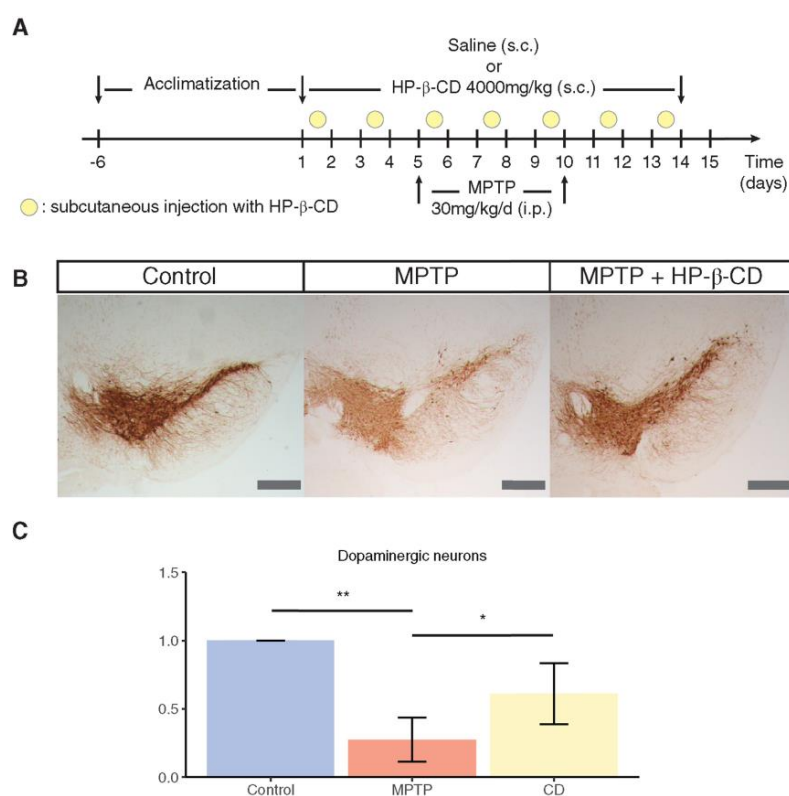 A
Saline (s.c.)
or
Acclimatization
HP-β-CD 4000mg/kg (s.c.)
-6 1 2 3 4 5 6 7 8 9 10 11 12 13 14 15 Time
(days)
MPTP
30mg/kg/d (i.p.)
: subcutaneous injection with HP-β-CD
B
Control MPTP MPTP + HP-β-CD
C
Dopaminergic neurons
1.5
**
*
1.0
0.5
0.0
Control MPTP CD